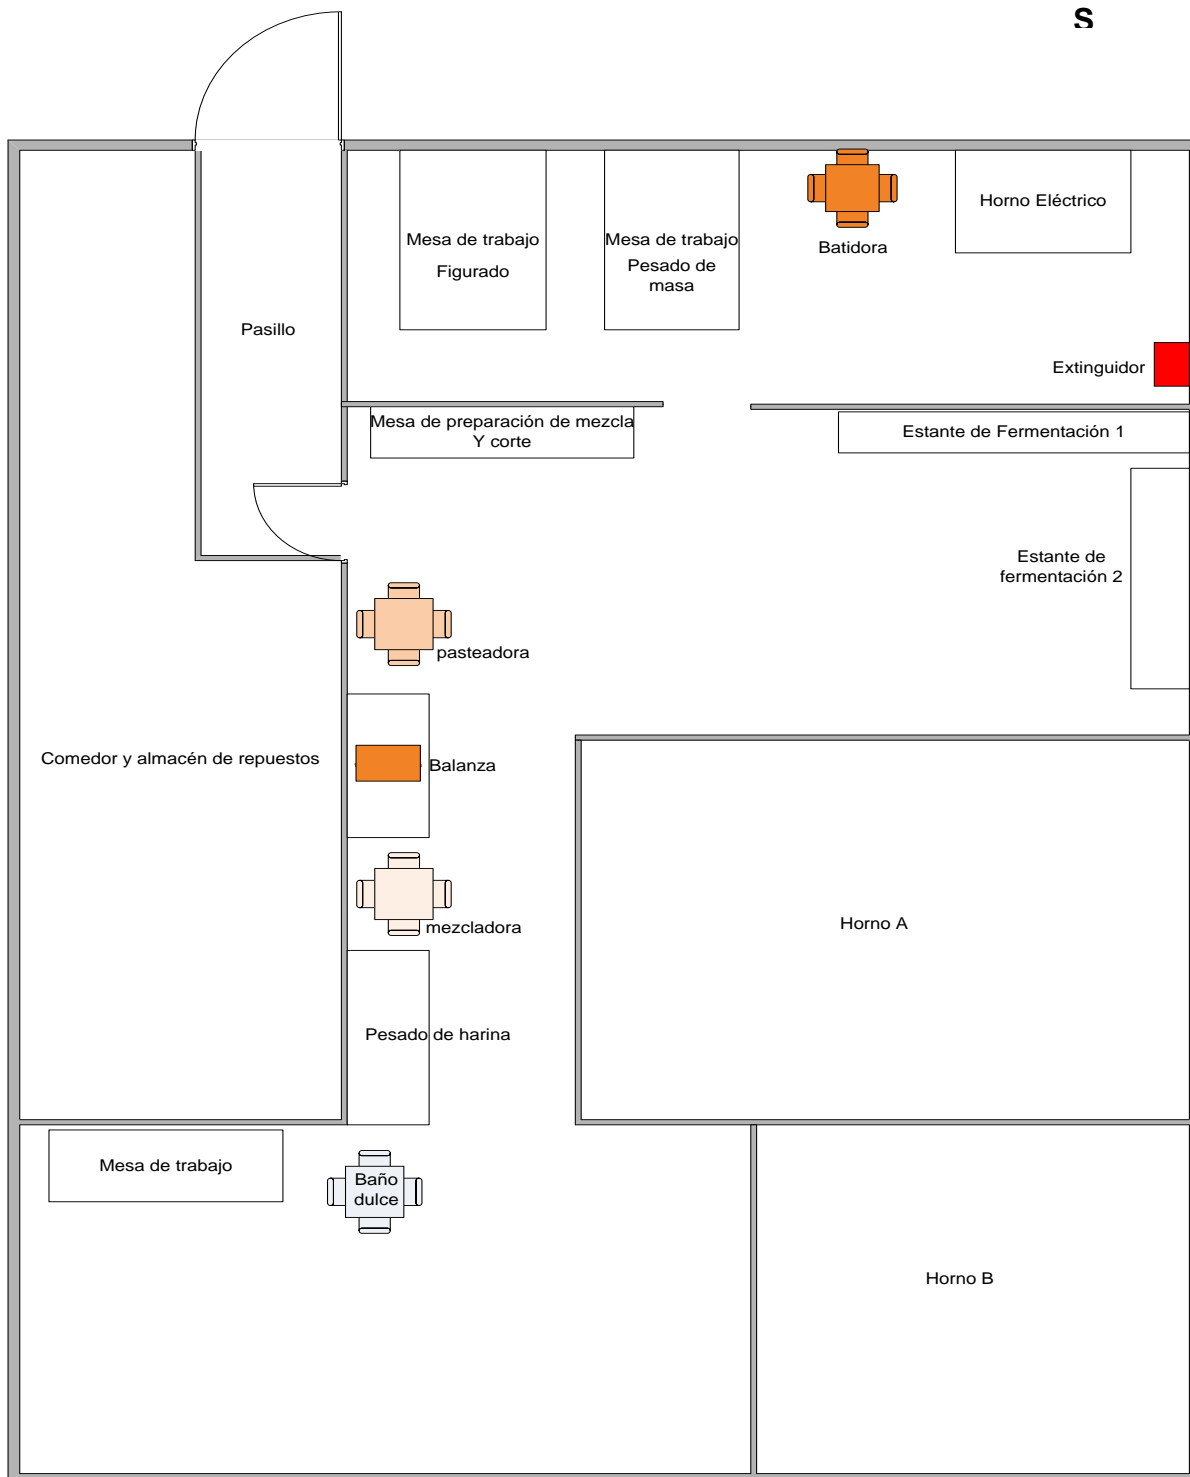 S
Mesa de trabajo
Figurado
Mesa de trabajo
Pesado de
masa
Batidora
Horno Eléctrico
Pasillo
Extinguidor
Mesa de preparación de mezcla
Y corte
Estante de Fermentación 1
Estante de
fermentación 2
pasteadora
Comedor y almacén de repuestos
Balanza
mezcladora
Horno A
Pesado de harina
Mesa de trabajo
Baño
dulce
Horno B